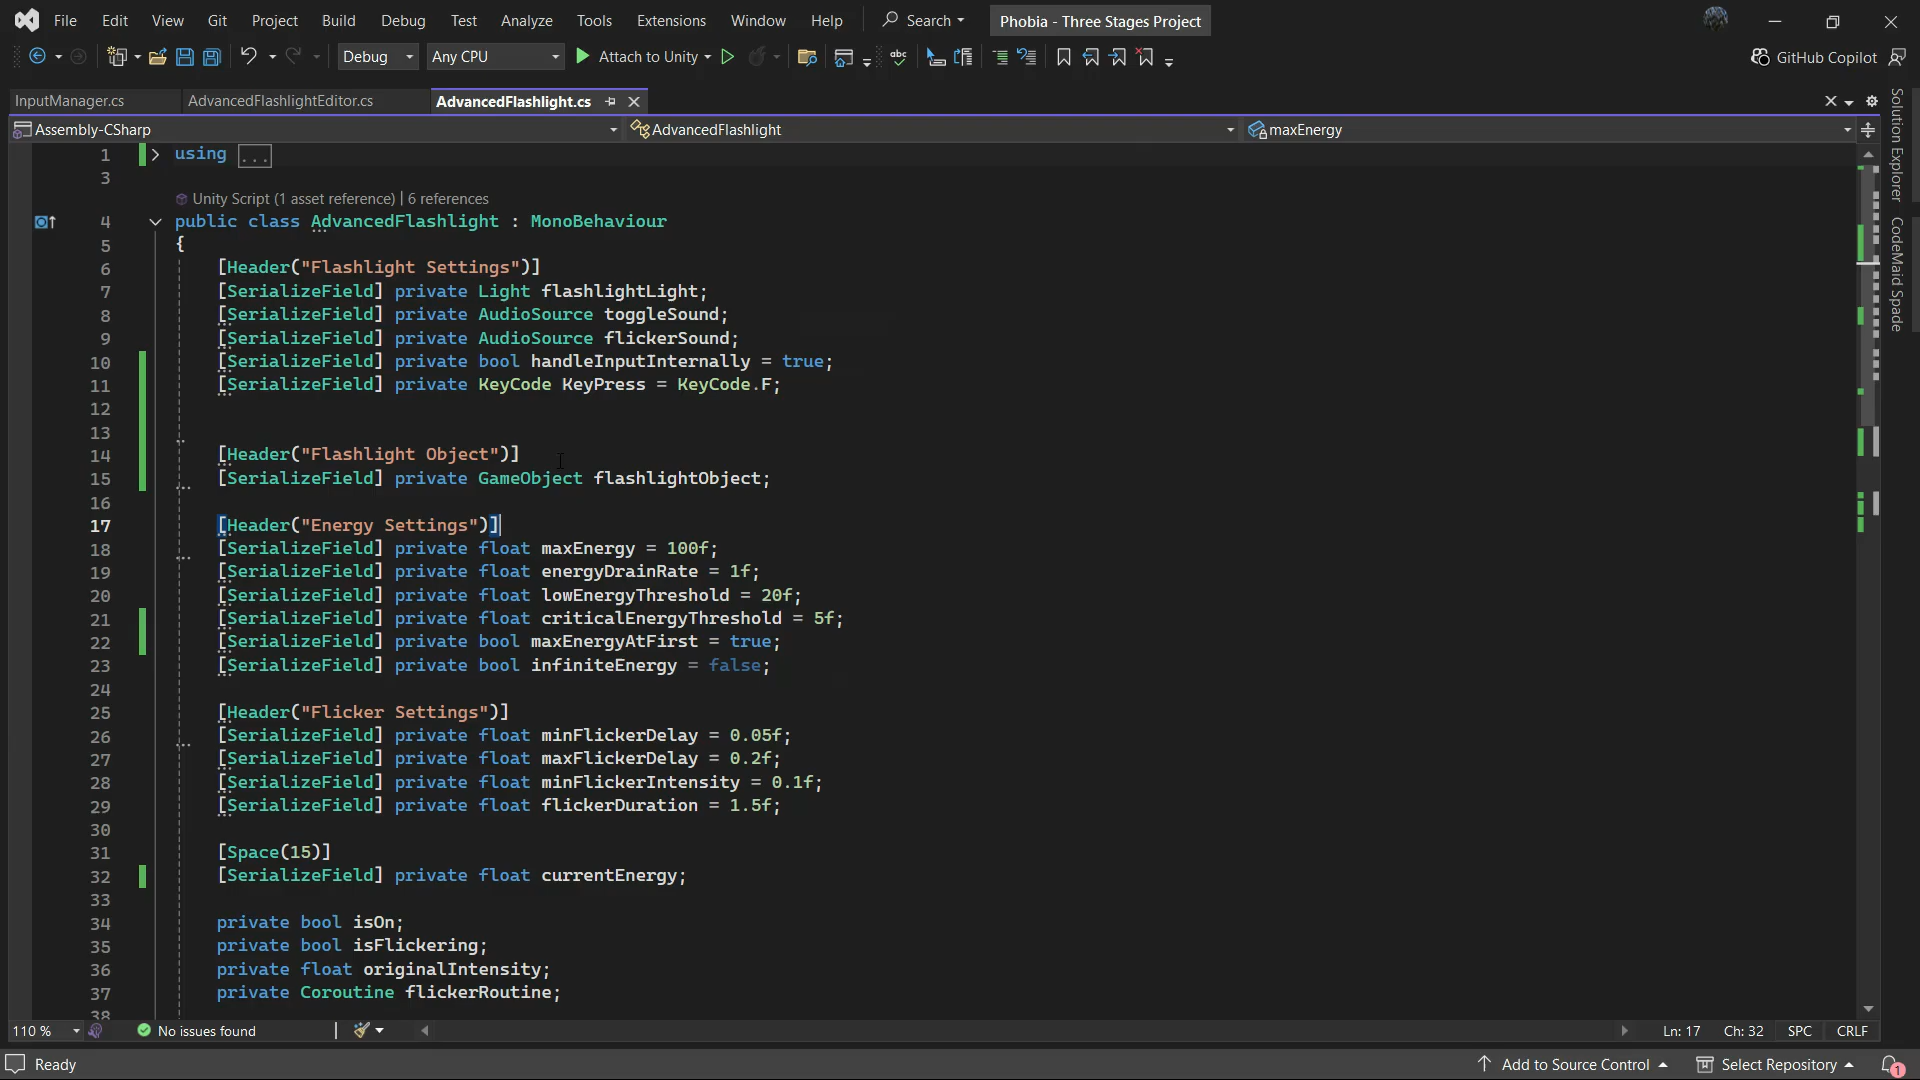 File Edit View Git Project Build Debug Test Analyze Tools Extensions Window Help Search Phobia - Three Stages Project
Debug Any CPU Attach to Unity GitHub Copilot
InputManager.cs AdvancedFlashlightEditor.cs AdvancedFlashlight.cs
Assembly-CSharp AdvancedFlashlight maxEnergy
1 using ...
3
Unity Script (1 asset reference) | 6 references
4 public class AdvancedFlashlight : MonoBehaviour
5 {
6 [Header("Flashlight Settings")]
7 [SerializeField] private Light flashlightLight;
8 [SerializeField] private AudioSource toggleSound;
9 [SerializeField] private AudioSource flickerSound;
10 [SerializeField] private bool handleInputInternally = true;
11 [SerializeField] private KeyCode KeyPress = KeyCode.F;
12
13
14 [Header("Flashlight Object")]
15 [SerializeField] private GameObject flashlightObject;
16
17 [Header("Energy Settings")]
18 [SerializeField] private float maxEnergy = 100f;
19 [SerializeField] private float energyDrainRate = 1f;
20 [SerializeField] private float lowEnergyThreshold = 20f;
21 [SerializeField] private float criticalEnergyThreshold = 5f;
22 [SerializeField] private bool maxEnergyAtFirst = true;
23 [SerializeField] private bool infiniteEnergy = false;
24
25 [Header("Flicker Settings")]
26 [SerializeField] private float minFlickerDelay = 0.05f;
27 [SerializeField] private float maxFlickerDelay = 0.2f;
28 [SerializeField] private float minFlickerIntensity = 0.1f;
29 [SerializeField] private float flickerDuration = 1.5f;
30
31 [Space(15)]
32 [SerializeField] private float currentEnergy;
33
34 private bool isOn;
35 private bool isFlickering;
36 private float originalIntensity;
37 private Coroutine flickerRoutine;
38
Solution Explorer
CodeMaid Spade
110 % No issues found Ln: 17 Ch: 32 SPC CRLF
Ready Add to Source Control Select Repository 1